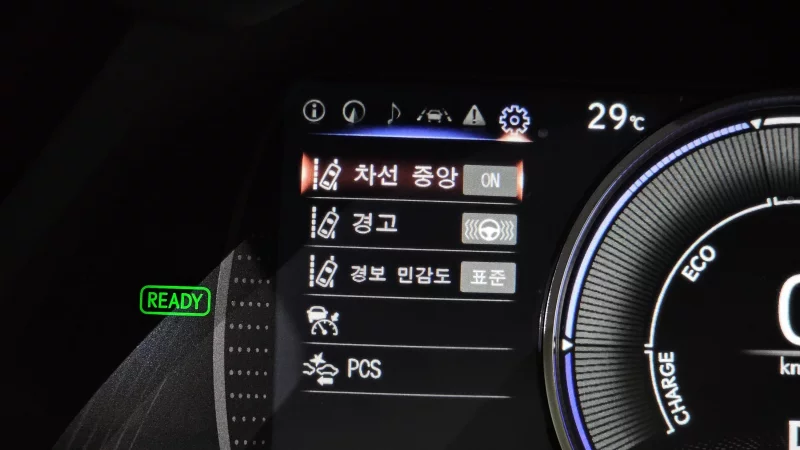 29℃
차선 중앙 ON
경고
경보 민감도 표준
READY
PCS
ECO
CHARGE